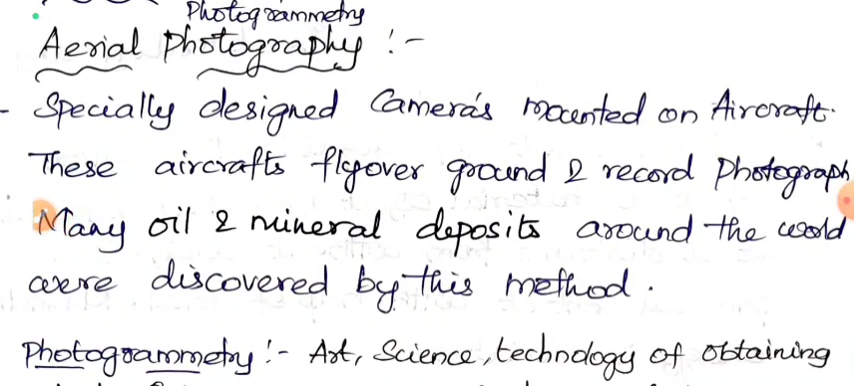 Photogrammetry
Aerial Photography :-
- Specially designed Camera's mounted on Aircraft.
These aircrafts flyover ground & record Photograph
Many oil & mineral deposits around the world
were discovered by this method.
Photogrammetry :- Art, Science, technology of obtaining